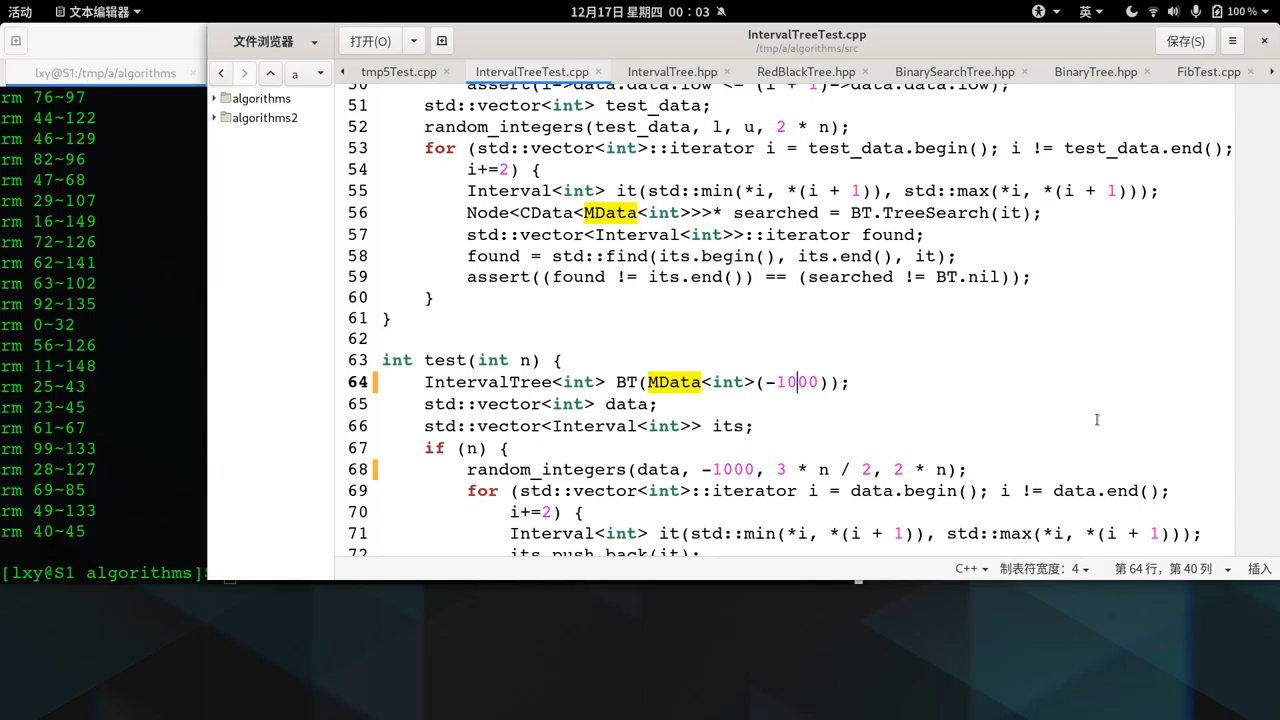 活动 文本编辑器 12月17日 星期四 00:03 英 100%
文件浏览器 打开(O) IntervalTreeTest.cpp 保存(S)
/tmp/a/algorithms/src
lxy@S1:/tmp/a/algorithms × a tmp5Test.cpp × IntervalTreeTest.cpp × IntervalTree.hpp × RedBlackTree.hpp × BinarySearchTree.hpp × BinaryTree.hpp × FibTest.cpp ×
rm 76~97
rm 44~122
rm 46~129
rm 82~96
rm 47~68
rm 29~107
rm 16~149
rm 72~126
rm 62~141
rm 63~102
rm 92~135
rm 0~32
rm 56~126
rm 11~148
rm 25~43
rm 23~45
rm 61~67
rm 99~133
rm 28~127
rm 69~85
rm 49~133
rm 40~45
[lxy@S1 algorithms]$
algorithms
algorithms2
50 assert(i->data.data.low <= (i + 1)->data.data.low);
51 std::vector<int> test_data;
52 random_integers(test_data, l, u, 2 * n);
53 for (std::vector<int>::iterator i = test_data.begin(); i != test_data.end();
54 i+=2) {
55 Interval<int> it(std::min(*i, *(i + 1)), std::max(*i, *(i + 1)));
56 Node<CData<MData<int>>>* searched = BT.TreeSearch(it);
57 std::vector<Interval<int>>::iterator found;
58 found = std::find(its.begin(), its.end(), it);
59 assert((found != its.end()) == (searched != BT.nil));
60 }
61 }
62
63 int test(int n) {
64 IntervalTree<int> BT(MData<int>(-1000));
65 std::vector<int> data;
66 std::vector<Interval<int>> its;
67 if (n) {
68 random_integers(data, -1000, 3 * n / 2, 2 * n);
69 for (std::vector<int>::iterator i = data.begin(); i != data.end();
70 i+=2) {
71 Interval<int> it(std::min(*i, *(i + 1)), std::max(*i, *(i + 1)));
72 its.push_back(it);
C++ 制表符宽度：4 第 64 行，第 40 列 插入